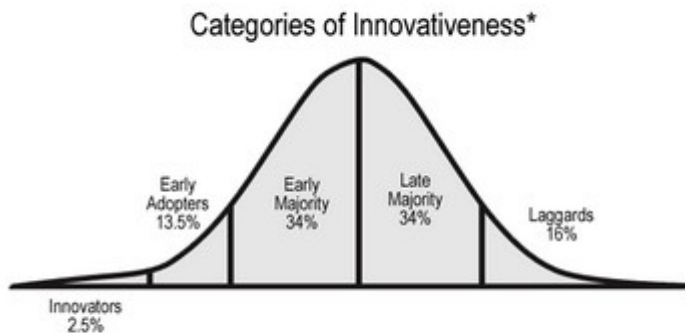 Categories of Innovativeness*
Early
Adopters
13.5%
Early
Majority
34%
Late
Majority
34%
Laggards
16%
Innovators
2.5%